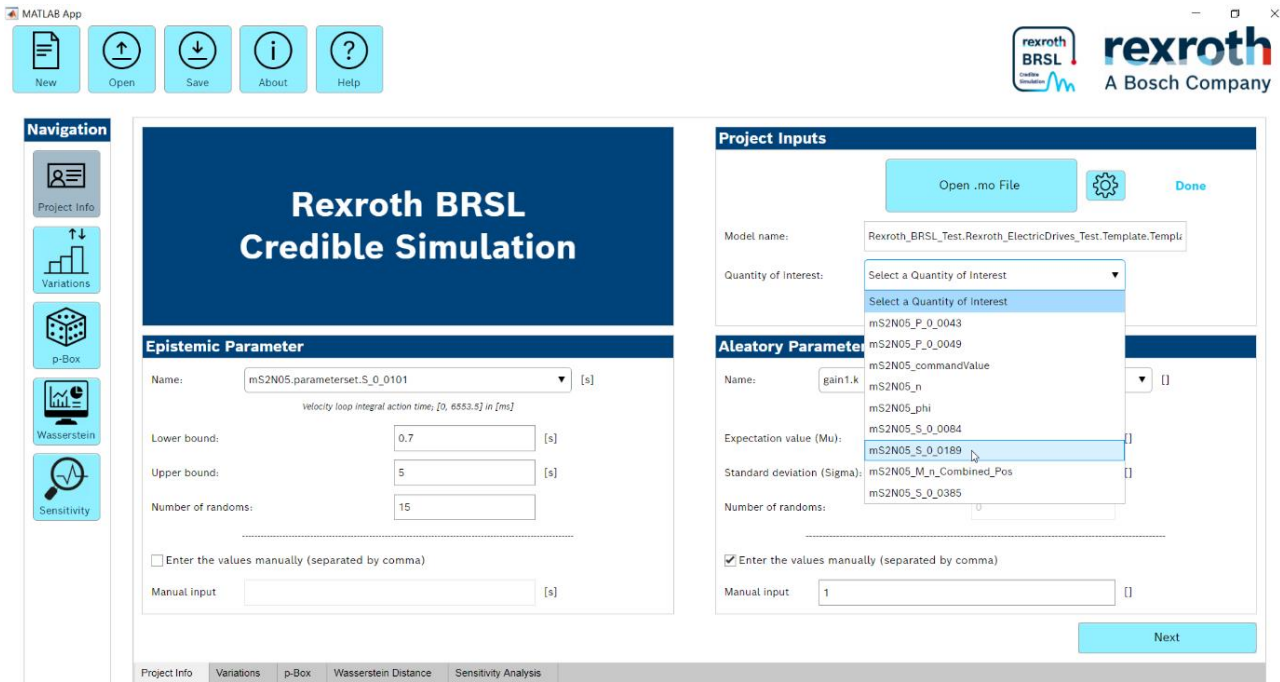 MATLAB App
New
Open
Save
About
Help
rexroth
BRSL
Credible
Simulation
rexroth
A Bosch Company
Navigation
Project Info
Variations
p-Box
Wasserstein
Sensitivity
Rexroth BRSL
Credible Simulation
Project Inputs
Open .mo File
Done
Model name:
Rexroth_BRSL_Test.Rexroth_ElectricDrives_Test.Template.Templa
Quantity of Interest:
Select a Quantity of Interest
Select a Quantity of Interest
mS2N05_P_0_0043
mS2N05_P_0_0049
mS2N05_commandValue
mS2N05_n
mS2N05_phi
mS2N05_S_0_0084
mS2N05_S_0_0189
mS2N05_M_n_Combined_Pos
mS2N05_S_0_0385
Epistemic Parameter
Name:
mS2N05.parameterset.S_0_0101
[s]
Velocity loop integral action time; [0, 6553.5] in [ms]
Lower bound:
0.7
[s]
Upper bound:
5
[s]
Number of randoms:
15
Enter the values manually (separated by comma)
Manual input
[s]
Aleatory Parameter
Name:
gain1.k
[]
Expectation value (Mu):
[]
Standard deviation (Sigma):
[]
Number of randoms:
0
Enter the values manually (separated by comma)
Manual input
1
[]
Next
Project Info
Variations
p-Box
Wasserstein Distance
Sensitivity Analysis